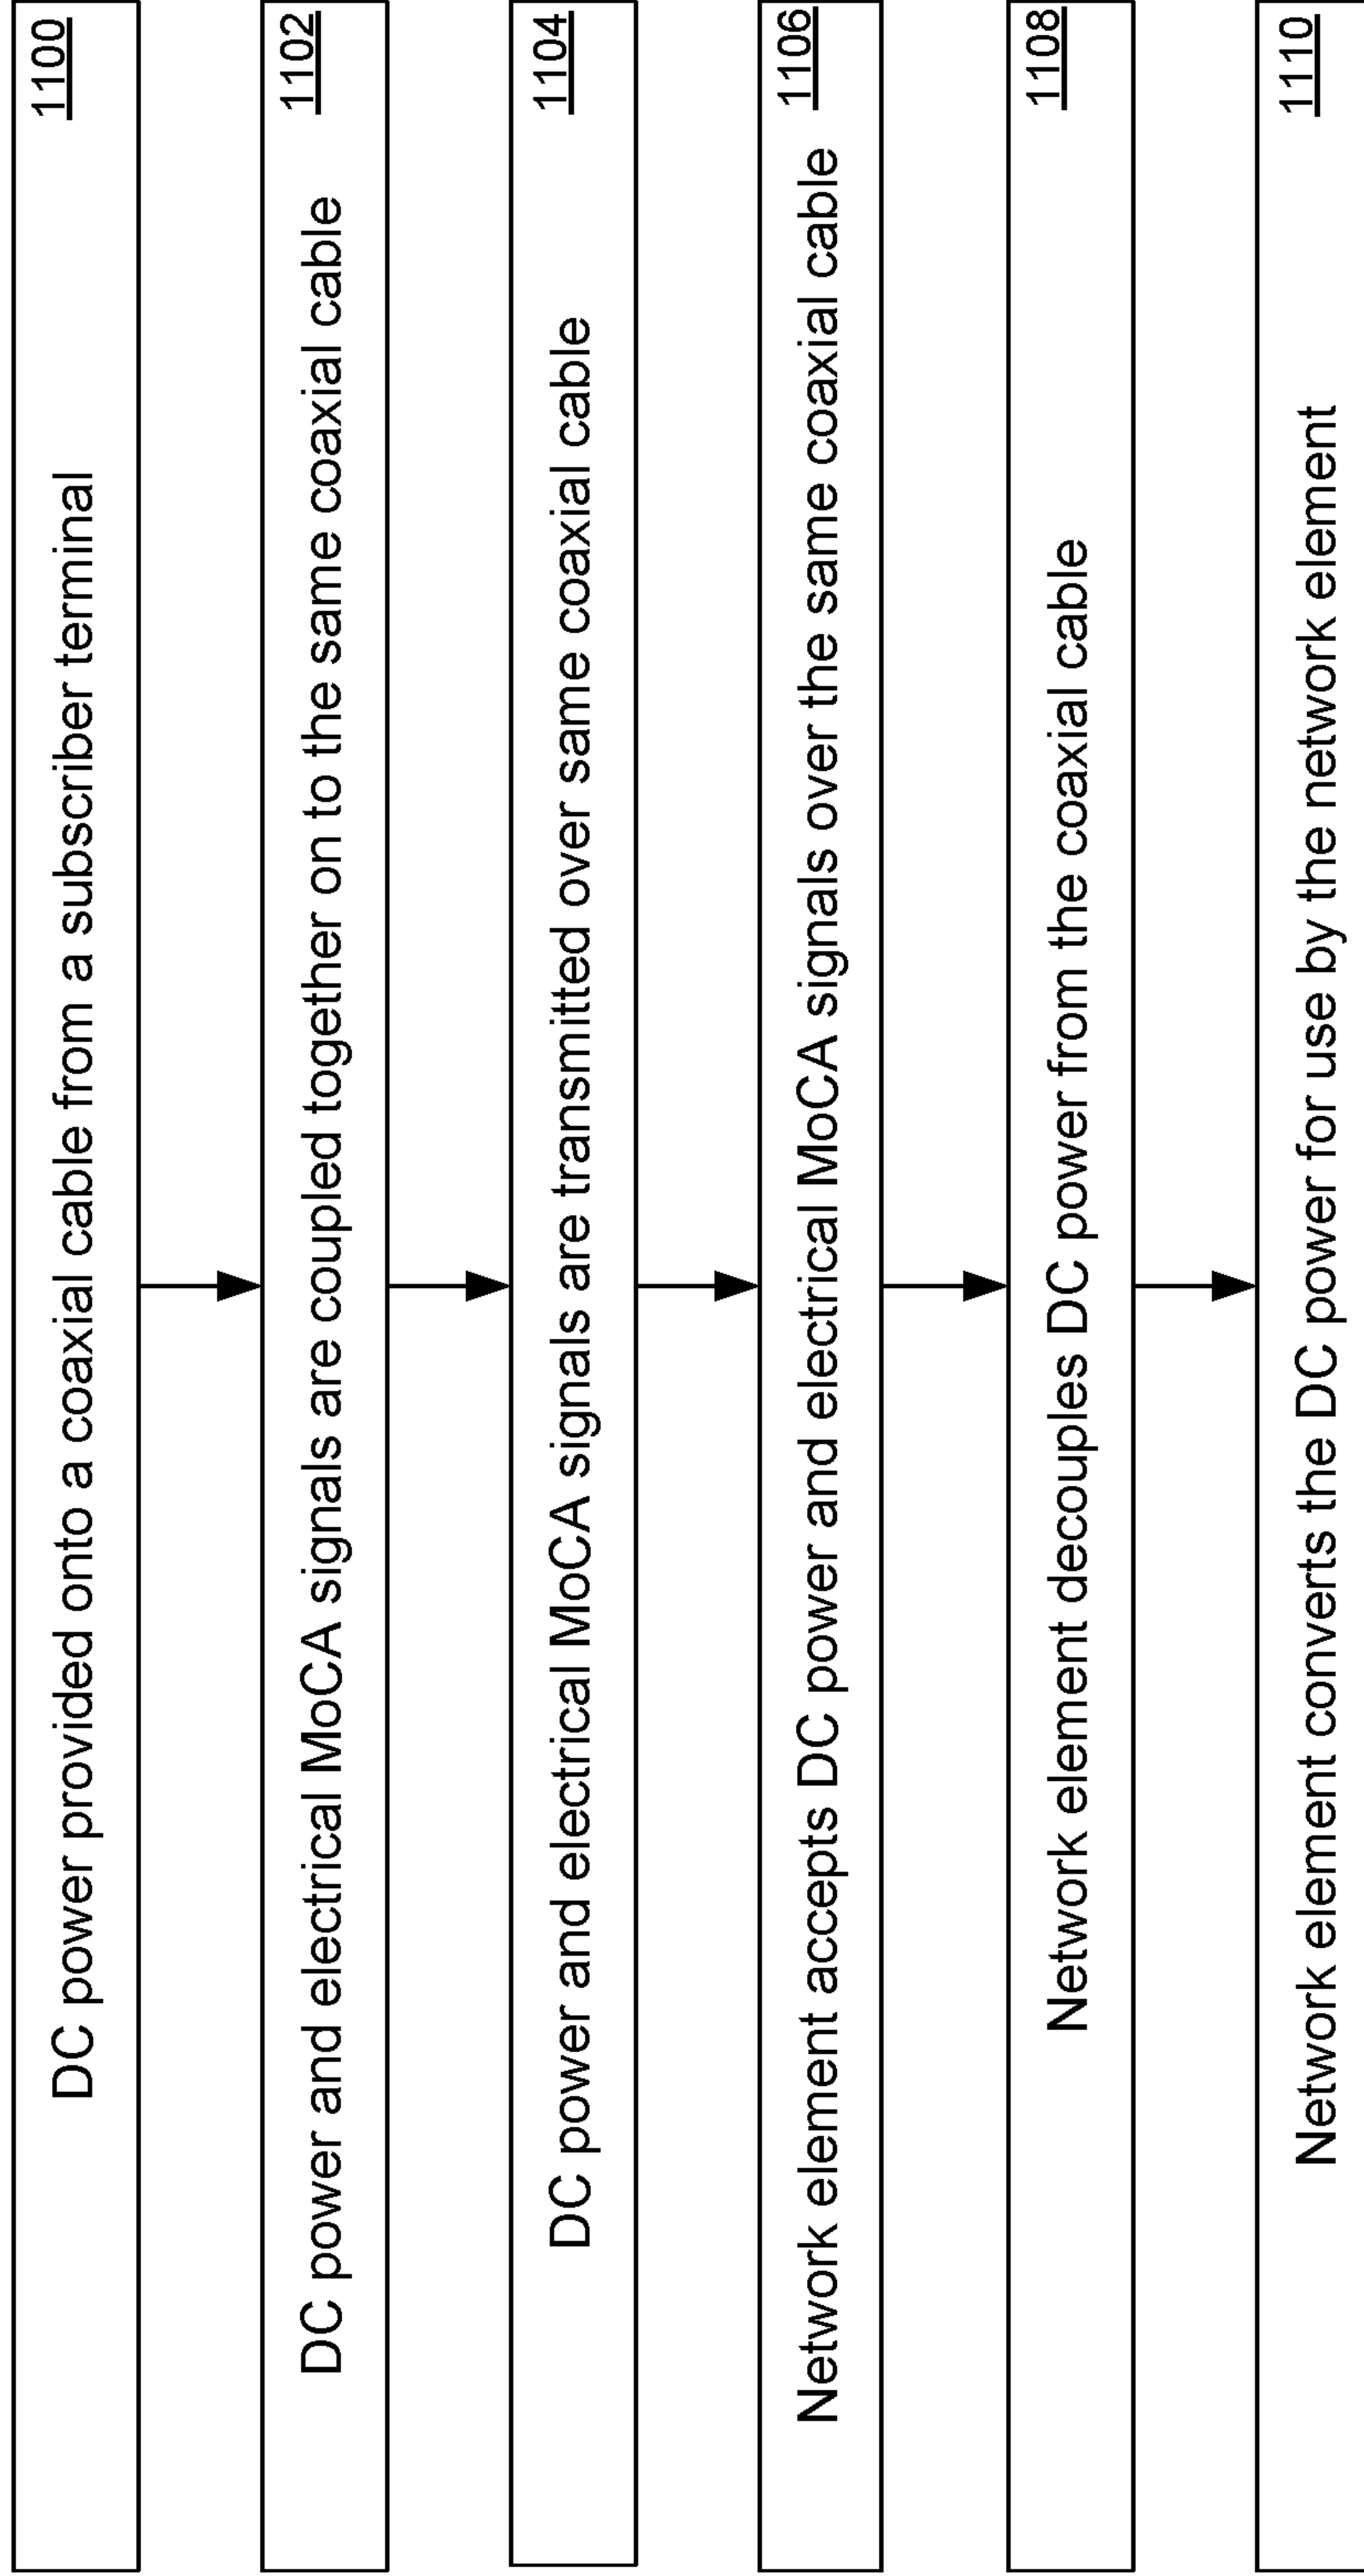 1100
DC power provided onto a coaxial cable from a subscriber terminal
1102
DC power and electrical MoCA signals are coupled together on to the same coaxial cable
1104
DC power and electrical MoCA signals are transmitted over same coaxial cable
1106
Network element accepts DC power and electrical MoCA signals over the same coaxial cable
1108
Network element decouples DC power from the coaxial cable
1110
Network element converts the DC power for use by the network element